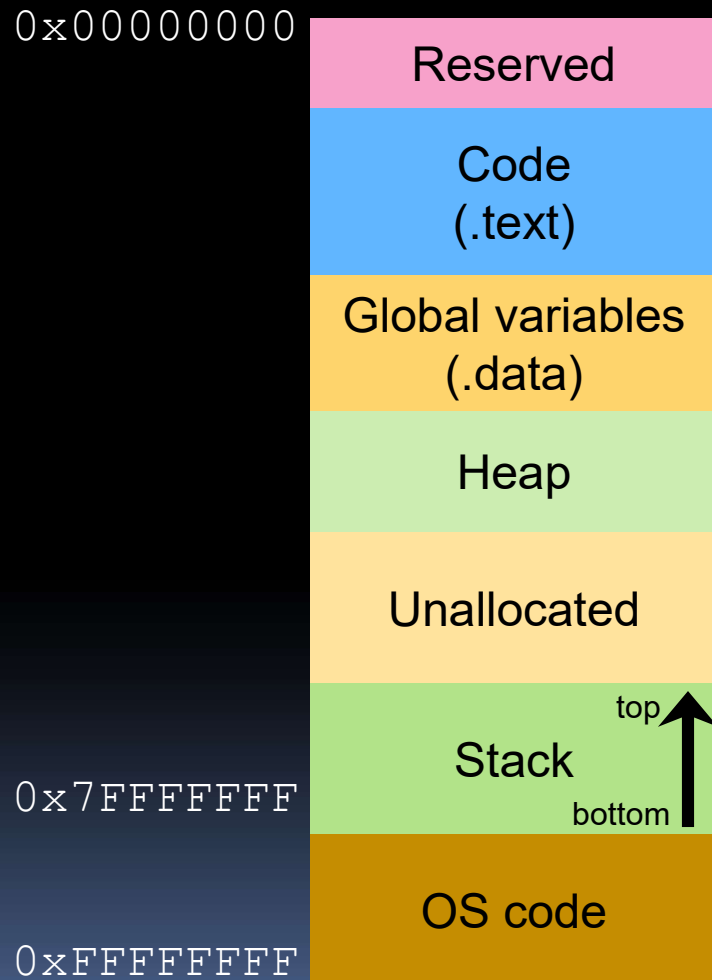 0x00000000
Reserved
Code
(.text)
Global variables
(.data)
Heap
Unallocated
top
Stack
0x7FFFFFFF
bottom
OS code
0xFFFFFFFF